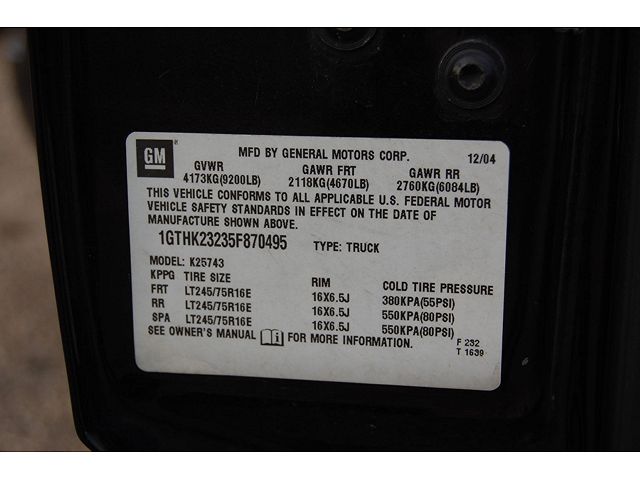 GM
MFD BY GENERAL MOTORS CORP. 12/04
GVWR GAWR FRT GAWR RR
4173KG(9200LB) 2118KG(4670LB) 2760KG(6084LB)
THIS VEHICLE CONFORMS TO ALL APPLICABLE U.S. FEDERAL MOTOR
VEHICLE SAFETY STANDARDS IN EFFECT ON THE DATE OF
MANUFACTURE SHOWN ABOVE.
1GTHK23235F870495 TYPE: TRUCK
MODEL: K25743
KPPG TIRE SIZE RIM COLD TIRE PRESSURE
FRT LT245/75R16E 16X6.5J 380KPA(55PSI)
RR LT245/75R16E 16X6.5J 550KPA(80PSI)
SPA LT245/75R16E 16X6.5J 550KPA(80PSI)
SEE OWNER'S MANUAL FOR MORE INFORMATION.
F 232
T 1639